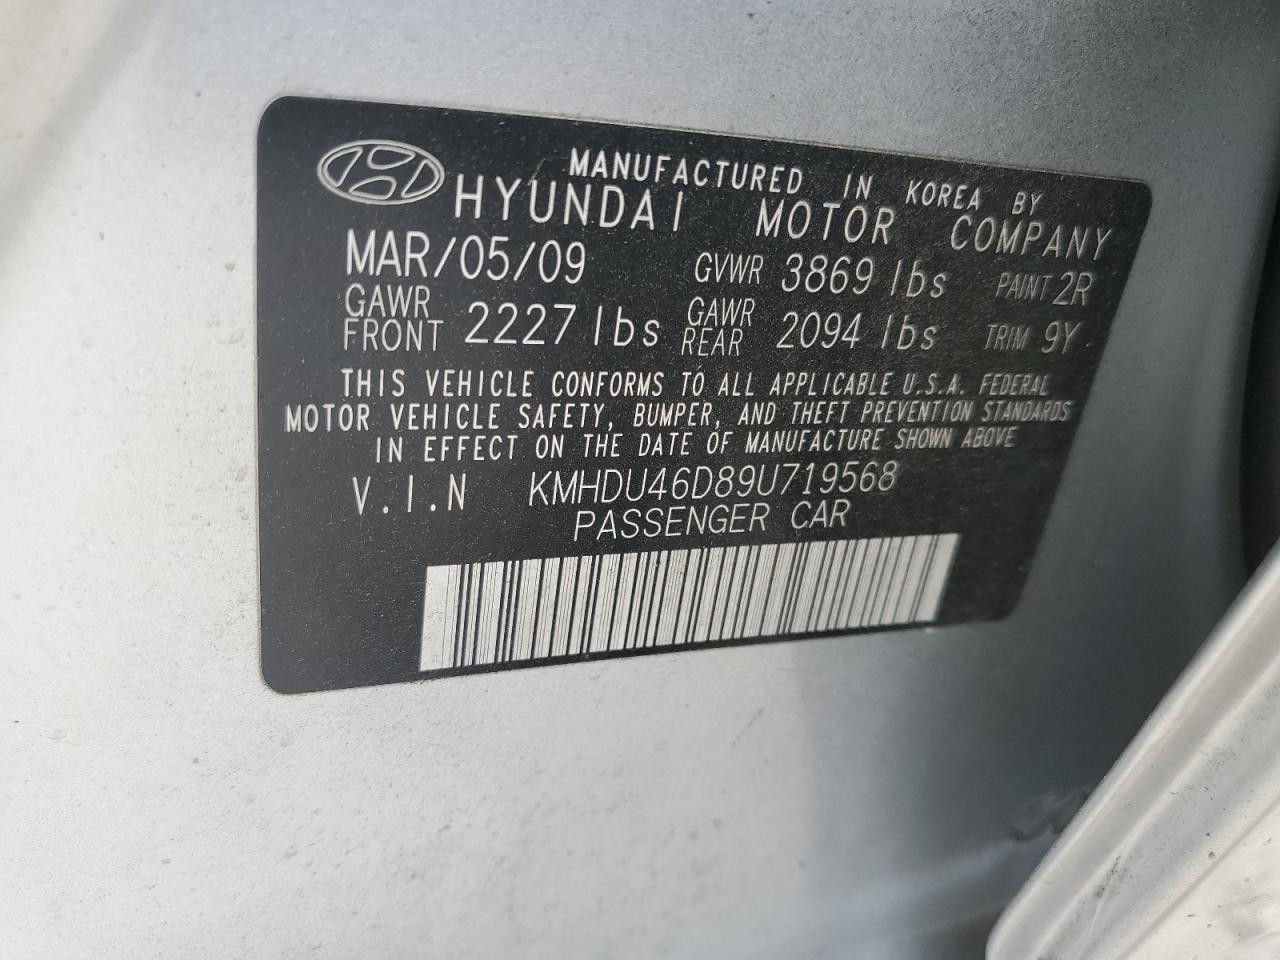 MANUFACTURED IN KOREA BY
HYUNDAI MOTOR COMPANY
MAR/05/09 GVWR 3869 lbs PAINT 2R
GAWR FRONT 2227 lbs GAWR REAR 2094 lbs TRIM 9Y
THIS VEHICLE CONFORMS TO ALL APPLICABLE U.S.A. FEDERAL
MOTOR VEHICLE SAFETY, BUMPER, AND THEFT PREVENTION STANDARDS
IN EFFECT ON THE DATE OF MANUFACTURE SHOWN ABOVE
V.I.N KMHDU46D89U719568
PASSENGER CAR